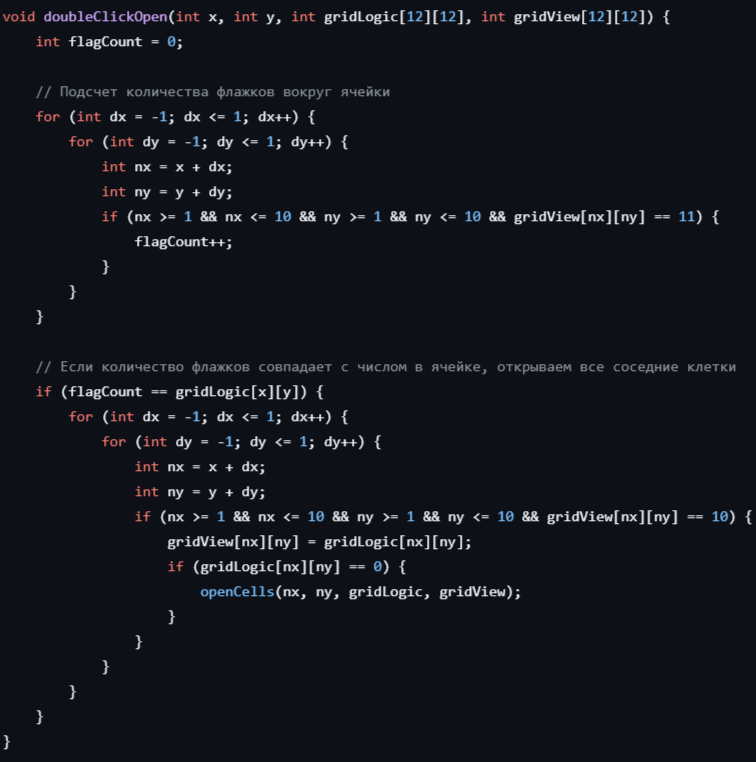 void doubleClickOpen(int x, int y, int gridLogic[12][12], int gridView[12][12]) {
    int flagCount = 0;

    // Подсчет количества флажков вокруг ячейки
    for (int dx = -1; dx <= 1; dx++) {
        for (int dy = -1; dy <= 1; dy++) {
            int nx = x + dx;
            int ny = y + dy;
            if (nx >= 1 && nx <= 10 && ny >= 1 && ny <= 10 && gridView[nx][ny] == 11) {
                flagCount++;
            }
        }
    }

    // Если количество флажков совпадает с числом в ячейке, открываем все соседние клетки
    if (flagCount == gridLogic[x][y]) {
        for (int dx = -1; dx <= 1; dx++) {
            for (int dy = -1; dy <= 1; dy++) {
                int nx = x + dx;
                int ny = y + dy;
                if (nx >= 1 && nx <= 10 && ny >= 1 && ny <= 10 && gridView[nx][ny] == 10) {
                    gridView[nx][ny] = gridLogic[nx][ny];
                    if (gridLogic[nx][ny] == 0) {
                        openCells(nx, ny, gridLogic, gridView);
                    }
                }
            }
        }
    }
}